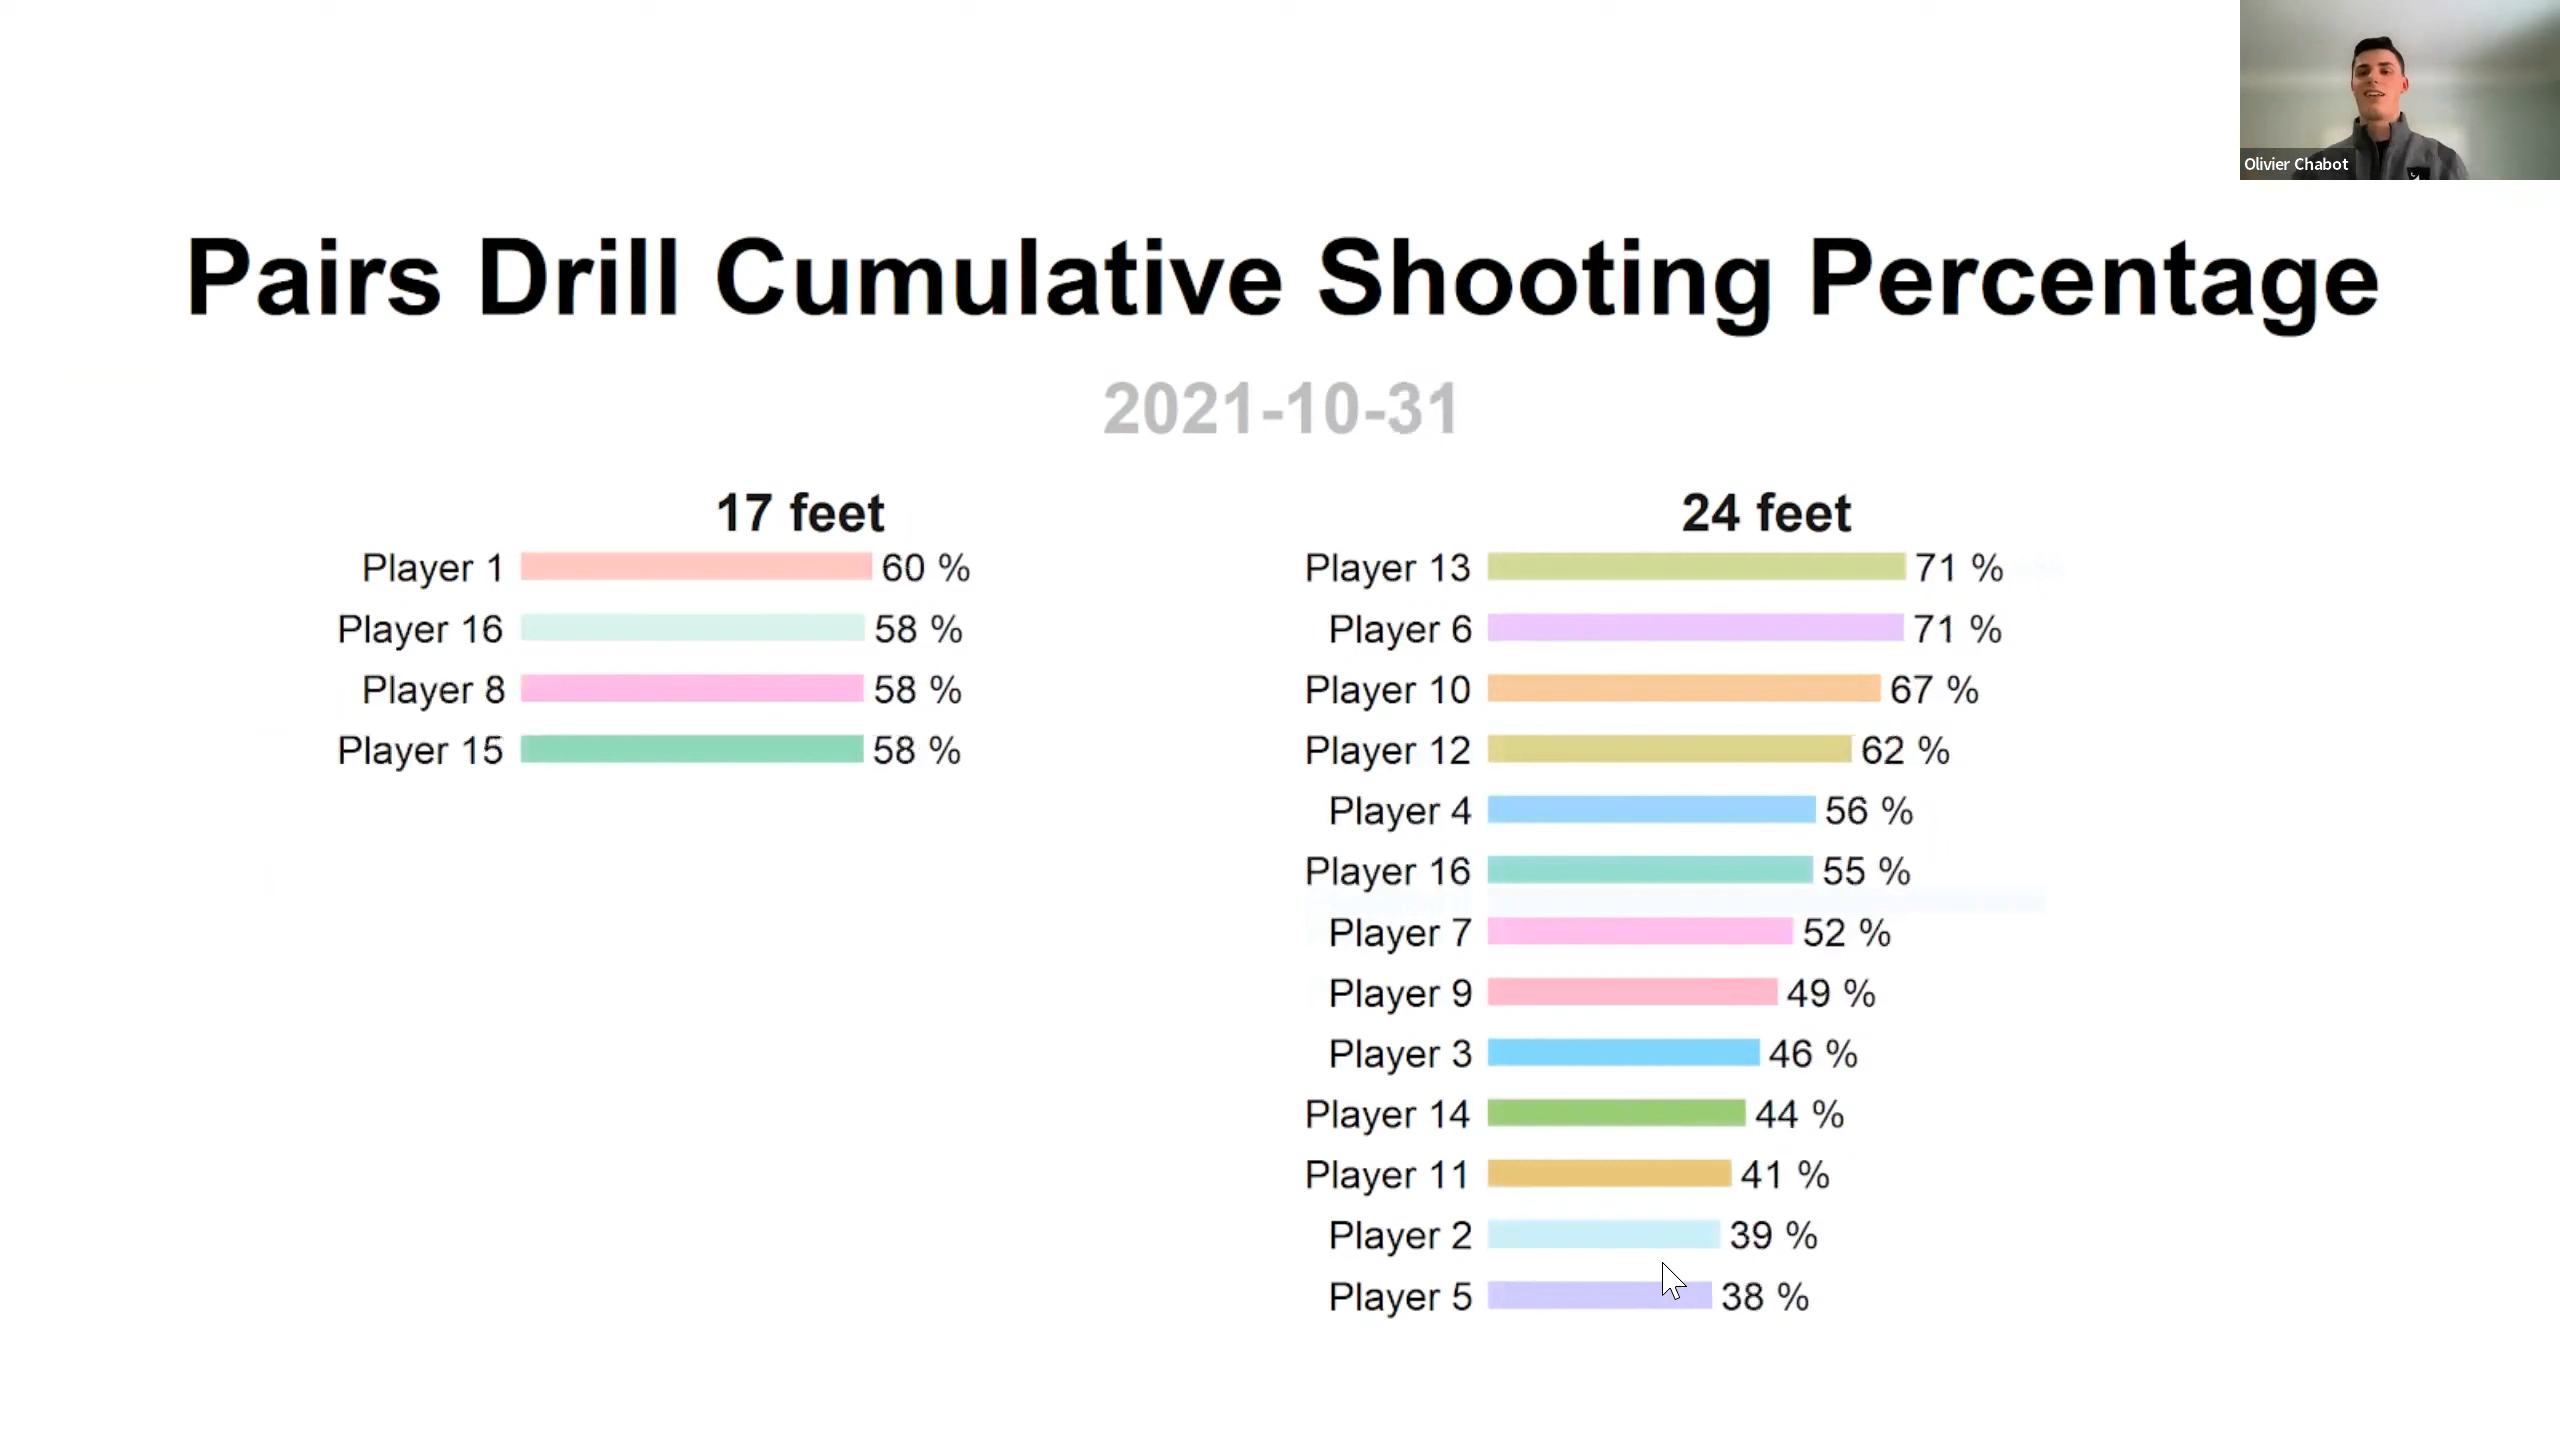 Olivier Chabot
Pairs Drill Cumulative Shooting Percentage
2021-10-31
17 feet
Player 1 60 %
Player 16 58 %
Player 8 58 %
Player 15 58 %
24 feet
Player 13 71 %
Player 6 71 %
Player 10 67 %
Player 12 62 %
Player 4 56 %
Player 16 55 %
Player 7 52 %
Player 9 49 %
Player 3 46 %
Player 14 44 %
Player 11 41 %
Player 2 39 %
Player 5 38 %